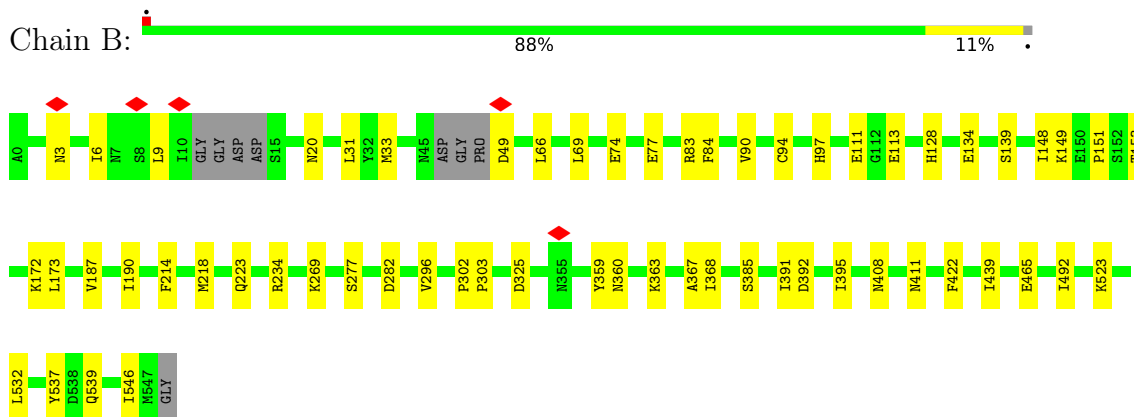 Chain B:
88%
11%
A0 N3 I6 N7 S8 L9 I10 GLY GLY ASP ASP S15 N20 L31 Y32 M33 N45 ASP GLY PRO D49 L66 L69 E74 E77 R83 F84 V90 C94 H97 E111 G112 E113 H128 E134 S139 I148 K149 E150 P151 S152
K172 L173 V187 I190 F214 M218 Q223 R234 K269 S277 D282 V296 P302 P303 D325 N355 Y359 N360 K363 A367 I368 S385 I391 D392 I395 N408 N411 F422 I439 E465 I492 K523
L532 Y537 D538 Q539 I546 M547 GLY